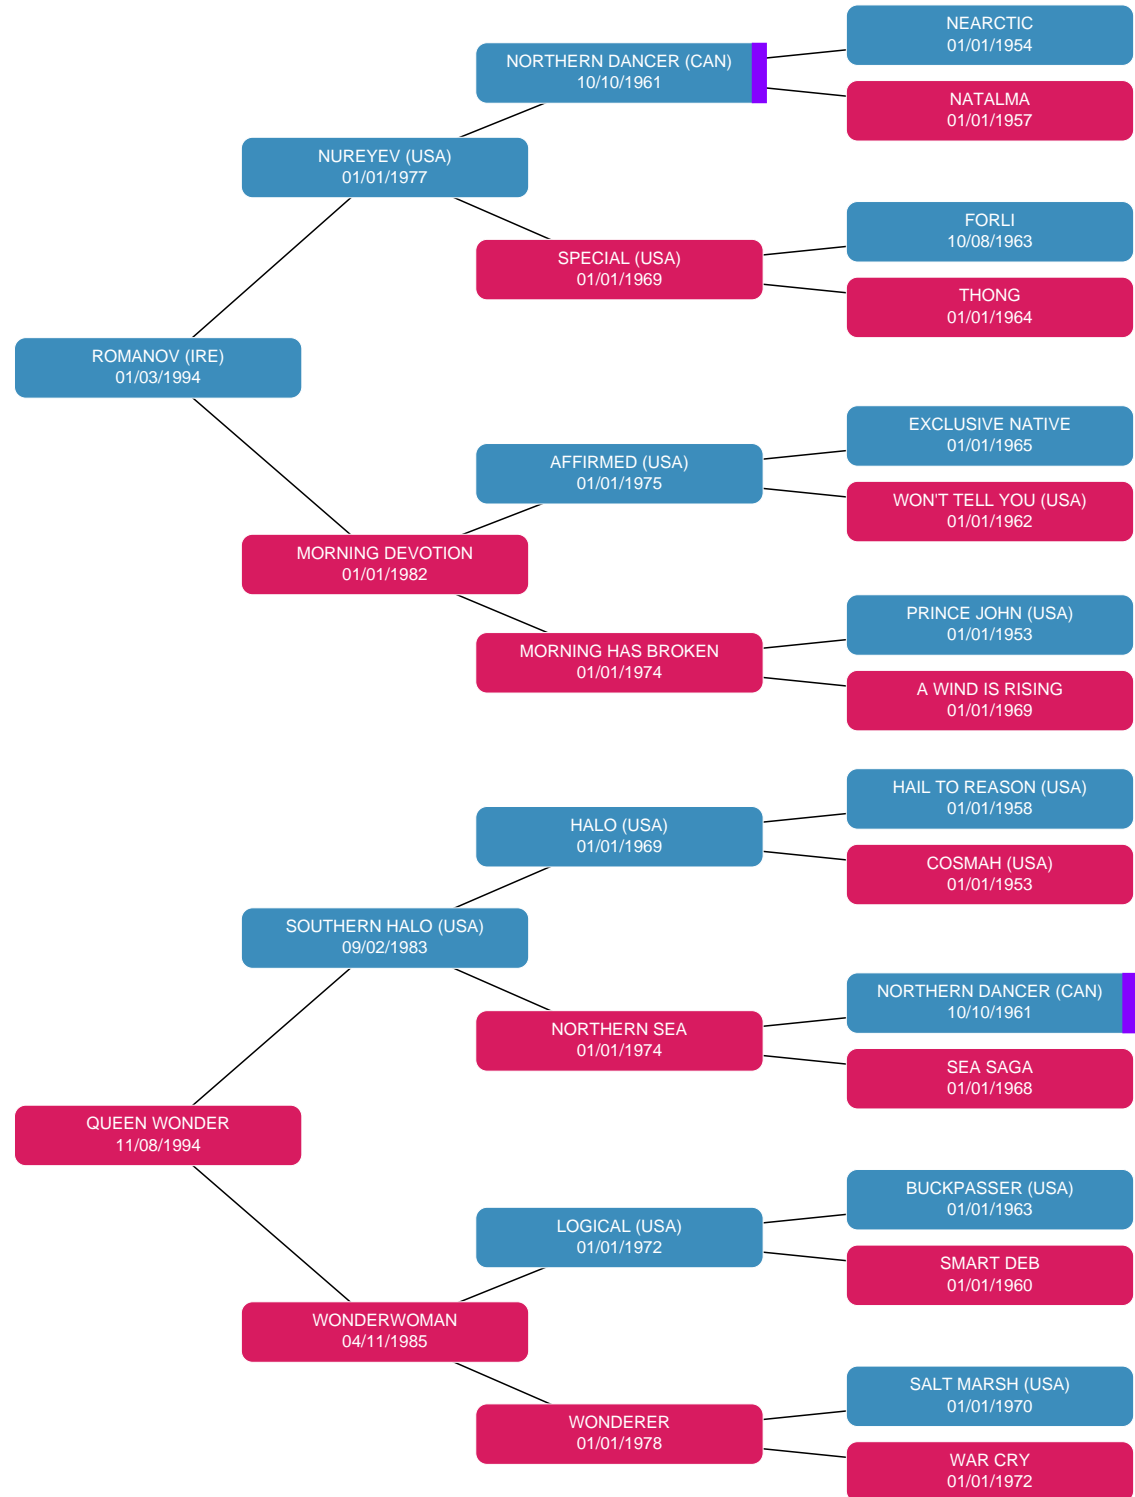 NEARCTIC
01/01/1954
NORTHERN DANCER (CAN)
10/10/1961
NATALMA
01/01/1957
NUREYEV (USA)
01/01/1977
FORLI
10/08/1963
SPECIAL (USA)
01/01/1969
THONG
01/01/1964
ROMANOV (IRE)
01/03/1994
EXCLUSIVE NATIVE
01/01/1965
AFFIRMED (USA)
01/01/1975
WON'T TELL YOU (USA)
01/01/1962
MORNING DEVOTION
01/01/1982
PRINCE JOHN (USA)
01/01/1953
MORNING HAS BROKEN
01/01/1974
A WIND IS RISING
01/01/1969
HAIL TO REASON (USA)
01/01/1958
HALO (USA)
01/01/1969
COSMAH (USA)
01/01/1953
SOUTHERN HALO (USA)
09/02/1983
NORTHERN DANCER (CAN)
10/10/1961
NORTHERN SEA
01/01/1974
SEA SAGA
01/01/1968
QUEEN WONDER
11/08/1994
BUCKPASSER (USA)
01/01/1963
LOGICAL (USA)
01/01/1972
SMART DEB
01/01/1960
WONDERWOMAN
04/11/1985
SALT MARSH (USA)
01/01/1970
WONDERER
01/01/1978
WAR CRY
01/01/1972